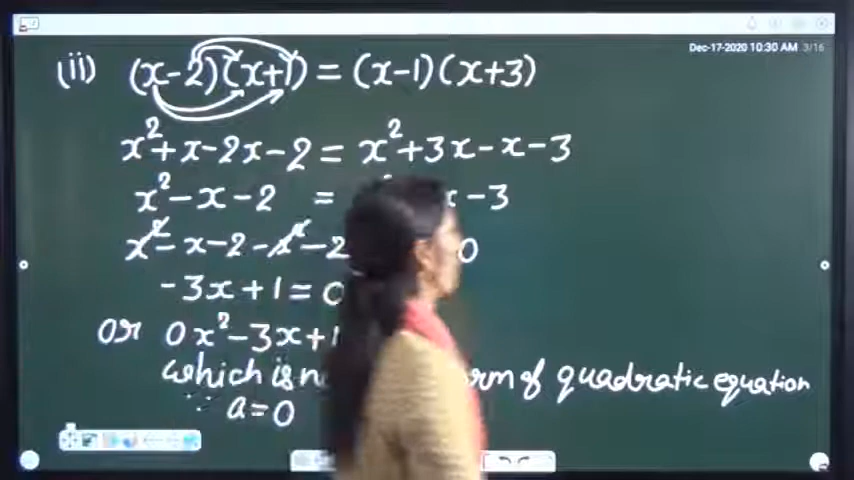 Dec-17-2020 10:30 AM 3/16
(ii) (x-2)(x+1) = (x-1)(x+3)
x²+x-2x-2 = x²+3x-x-3
x²-x-2 = x-3
x²-x-2-x²-2 0
-3x+1=0
or 0x²-3x+1
which is of quadratic equation
∵ a=0